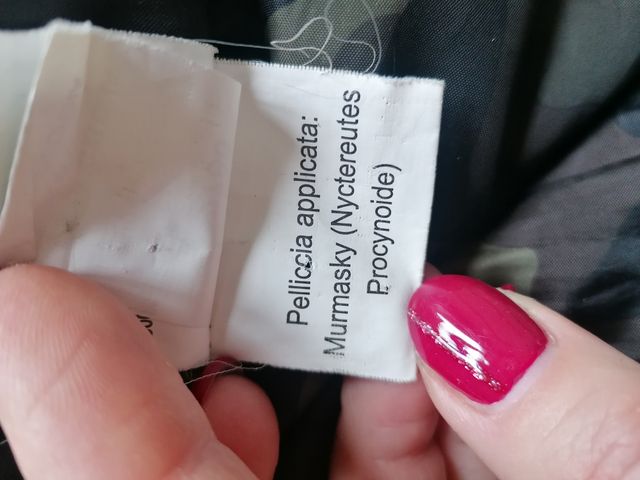 Pelliccia applicata:
Murmasky (Nyctereutes
Procynoide)